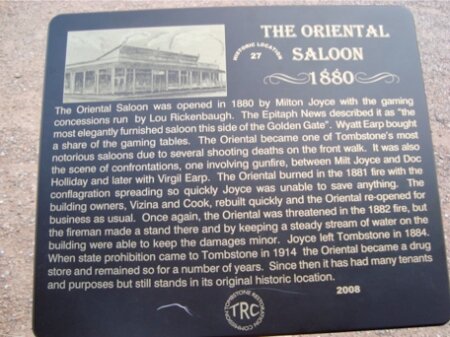 THE ORIENTAL
SALOON
1880
HISTORIC LOCATION
27
The Oriental Saloon was opened in 1880 by Milton Joyce with the gaming
concessions run by Lou Rickenbaugh. The Epitaph News described it as "the
most elegantly furnished saloon this side of the Golden Gate". Wyatt Earp bought
a share of the gaming tables. The Oriental became one of Tombstone's most
notorious saloons due to several shooting deaths on the front walk. It was also
the scene of confrontations, one involving gunfire, between Milt Joyce and Doc
Holliday and later with Virgil Earp. The Oriental burned in the 1881 fire with the
conflagration spreading so quickly Joyce was unable to save anything. The
building owners, Vizina and Cook, rebuilt quickly and the Oriental re-opened for
business as usual. Once again, the Oriental was threatened in the 1882 fire, but
the fireman made a stand there and by keeping a steady stream of water on the
building were able to keep the damages minor. Joyce left Tombstone in 1884.
When state prohibition came to Tombstone in 1914 the Oriental became a drug
store and remained so for a number of years. Since then it has had many tenants
and purposes but still stands in its original historic location.
2008
TOMBSTONE RESTORATION COMMISSION
TRC